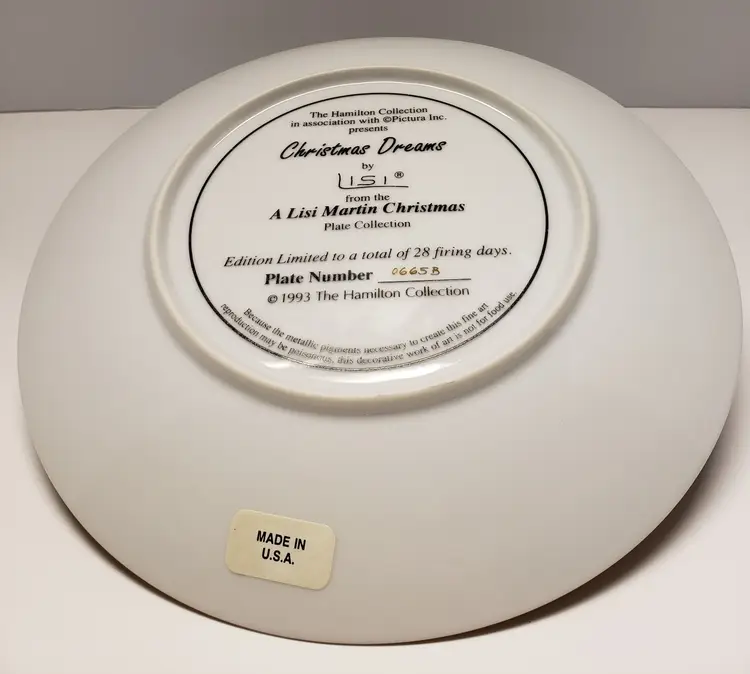 The Hamilton Collection
in association with ©Pictura Inc.
presents
Christmas Dreams
by
LISI®
from the
A Lisi Martin Christmas
Plate Collection
Edition Limited to a total of 28 firing days.
Plate Number 0665B
© 1993 The Hamilton Collection
Because the metallic pigments necessary to create this fine art
reproduction may be poisonous, this decorative work of art is not for food use.
MADE IN
U.S.A.